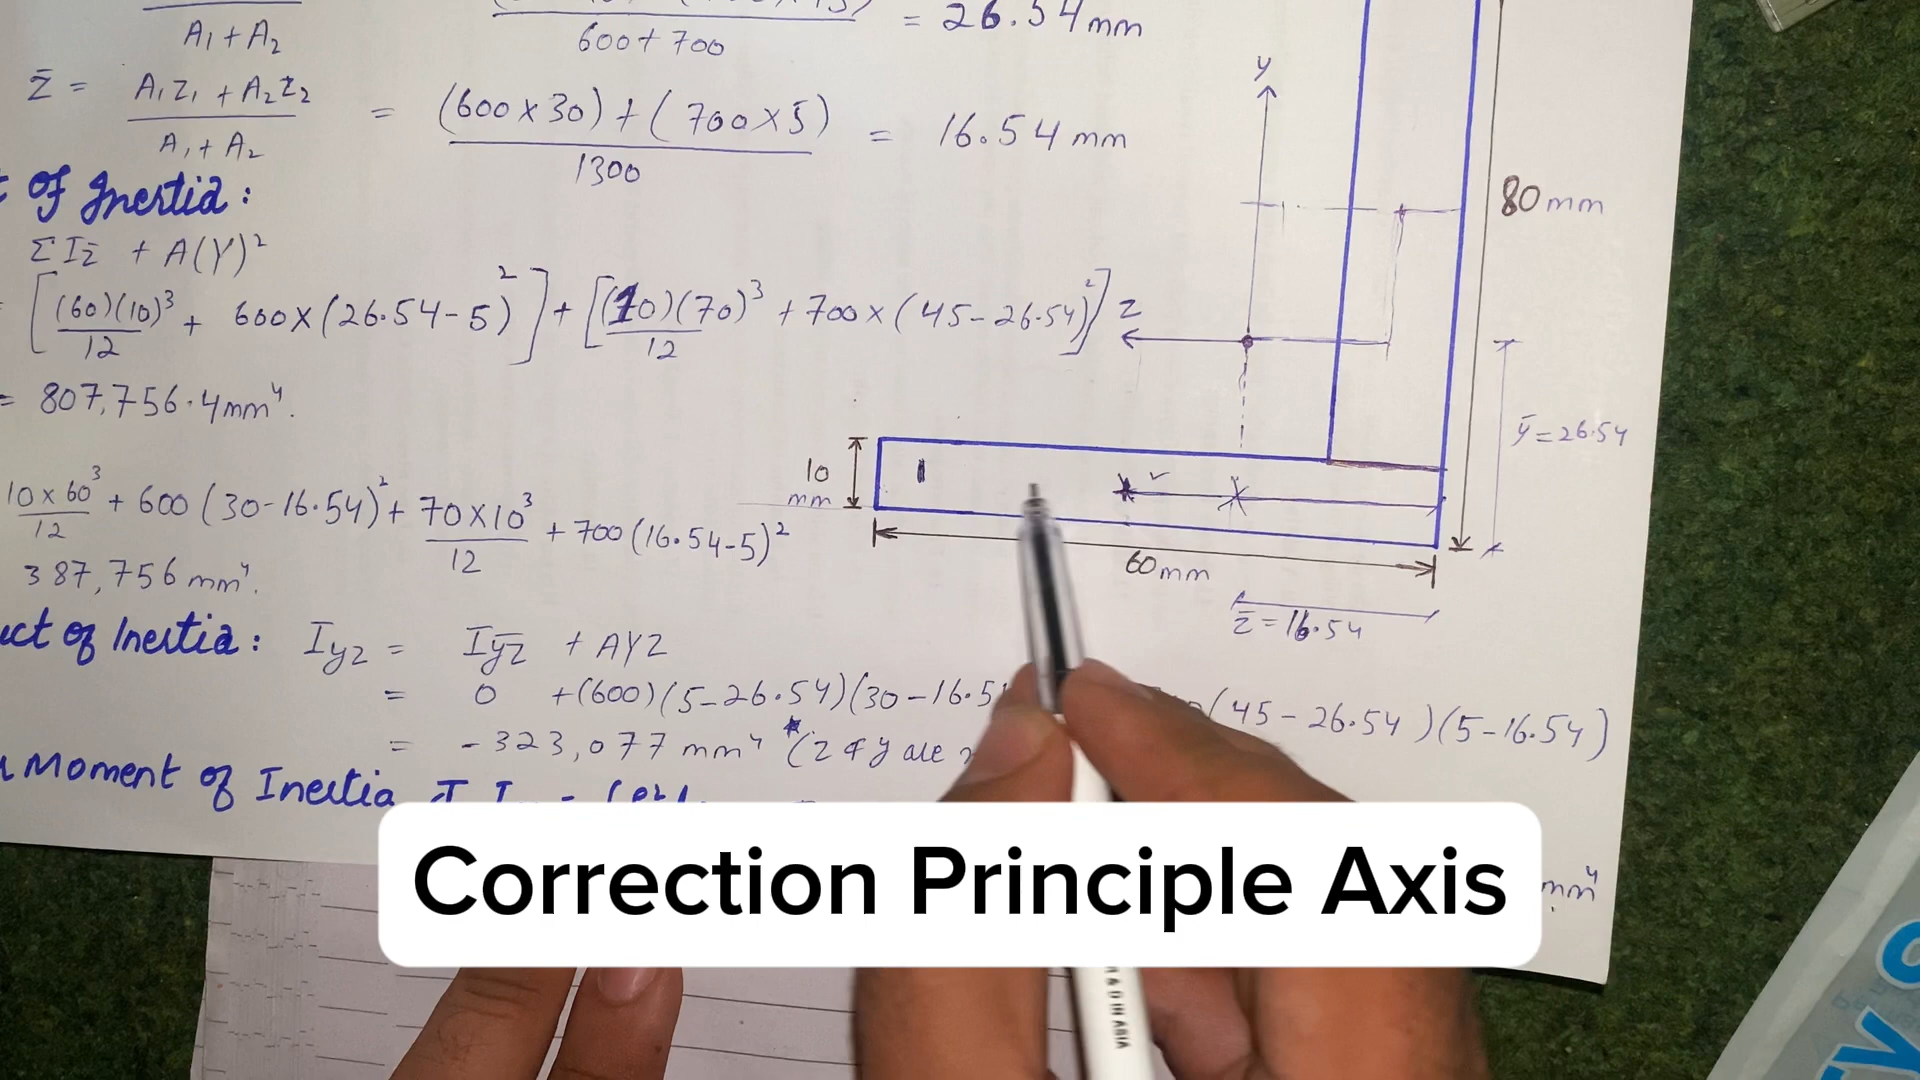 A₁ + A₂
600 + 700
= 26.54 mm
z̄ = A₁Z₁ + A₂Z₂ / A₁ + A₂ = (600 x 30) + (700 x 5) / 1300 = 16.54 mm
Of Inertia :
Σ Iz̄ + A(Y)²
= [(60)(10)³/12 + 600 x (26.54 - 5)²] + [(10)(70)³/12 + 700 x (45 - 26.54)²]
= 807,756.4 mm⁴.
10 x 60³/12 + 600 (30 - 16.54)² + 70 x 10³/12 + 700 (16.54 - 5)²
387,756 mm⁴.
uct of Inertia : Iyz = Iȳz̄ + AYZ
= 0 + (600)(5 - 26.54)(30 - 16.5 (45 - 26.54)(5 - 16.54)
= - 323,077 mm⁴ *(z & y are
Moment of Inertia
mm⁴
y
z
80 mm
ȳ = 26.54
10 mm
1
60 mm
z̄ = 16.54
Correction Principle Axis
& D IN ASIA